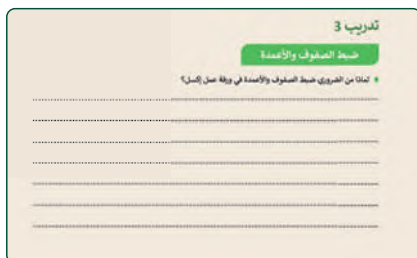 تدريب 3
ضبط الصفوف والأعمدة
لماذا من الضروري ضبط الصفوف والأعمدة في ورقة عمل إكسل؟